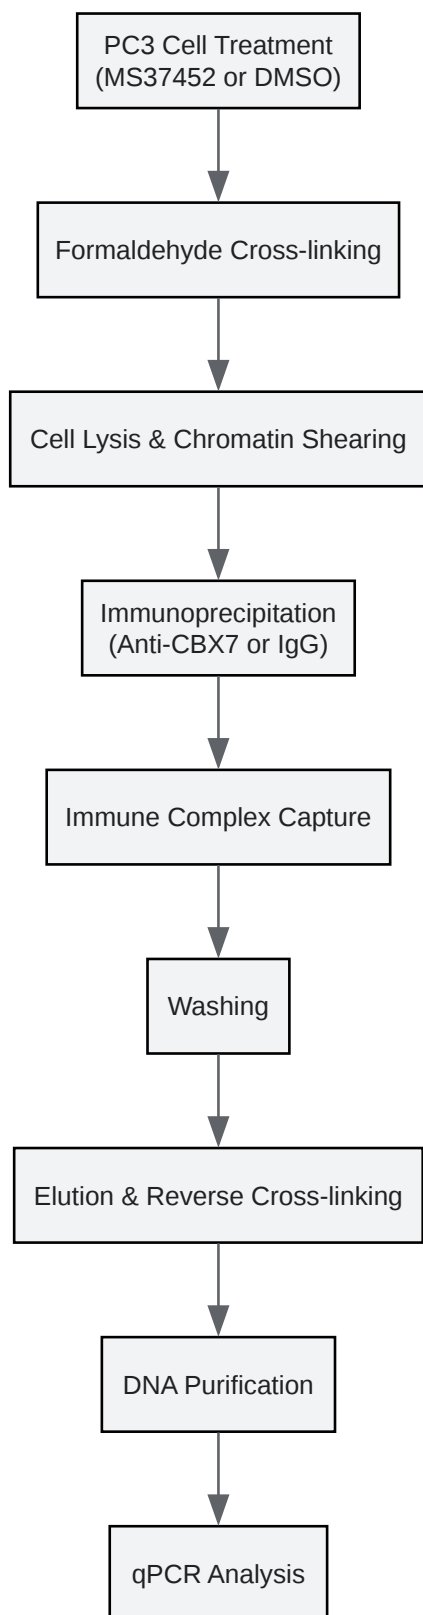 PC3 Cell Treatment
(MS37452 or DMSO)
Formaldehyde Cross-linking
Cell Lysis & Chromatin Shearing
Immunoprecipitation
(Anti-CBX7 or IgG)
Immune Complex Capture
Washing
Elution & Reverse Cross-linking
DNA Purification
qPCR Analysis